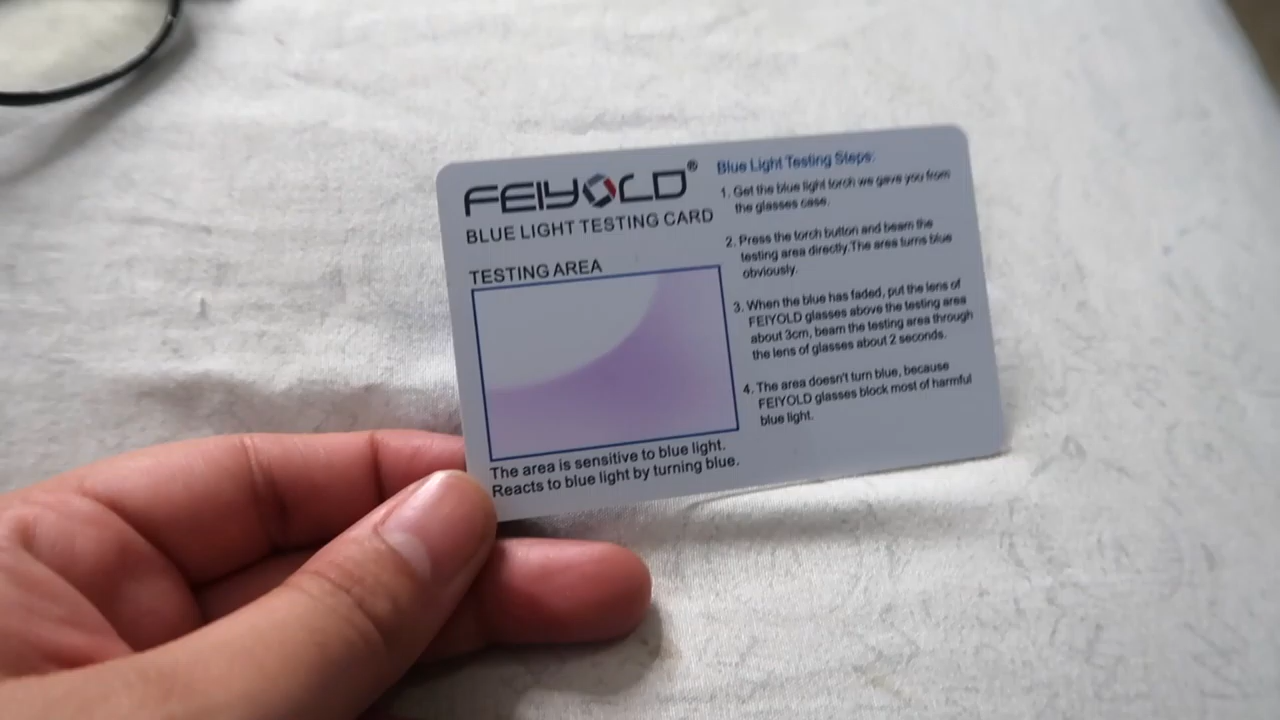 FEIYOLD®
BLUE LIGHT TESTING CARD
TESTING AREA
The area is sensitive to blue light.
Reacts to blue light by turning blue.
Blue Light Testing Steps:
1. Get the blue light torch we gave you from
the glasses case.
2. Press the torch button and beam the
testing area directly.The area turns blue
obviously.
3. When the blue has faded, put the lens of
FEIYOLD glasses above the testing area
about 3cm, beam the testing area through
the lens of glasses about 2 seconds.
4. The area doesn't turn blue, because
FEIYOLD glasses block most of harmful
blue light.